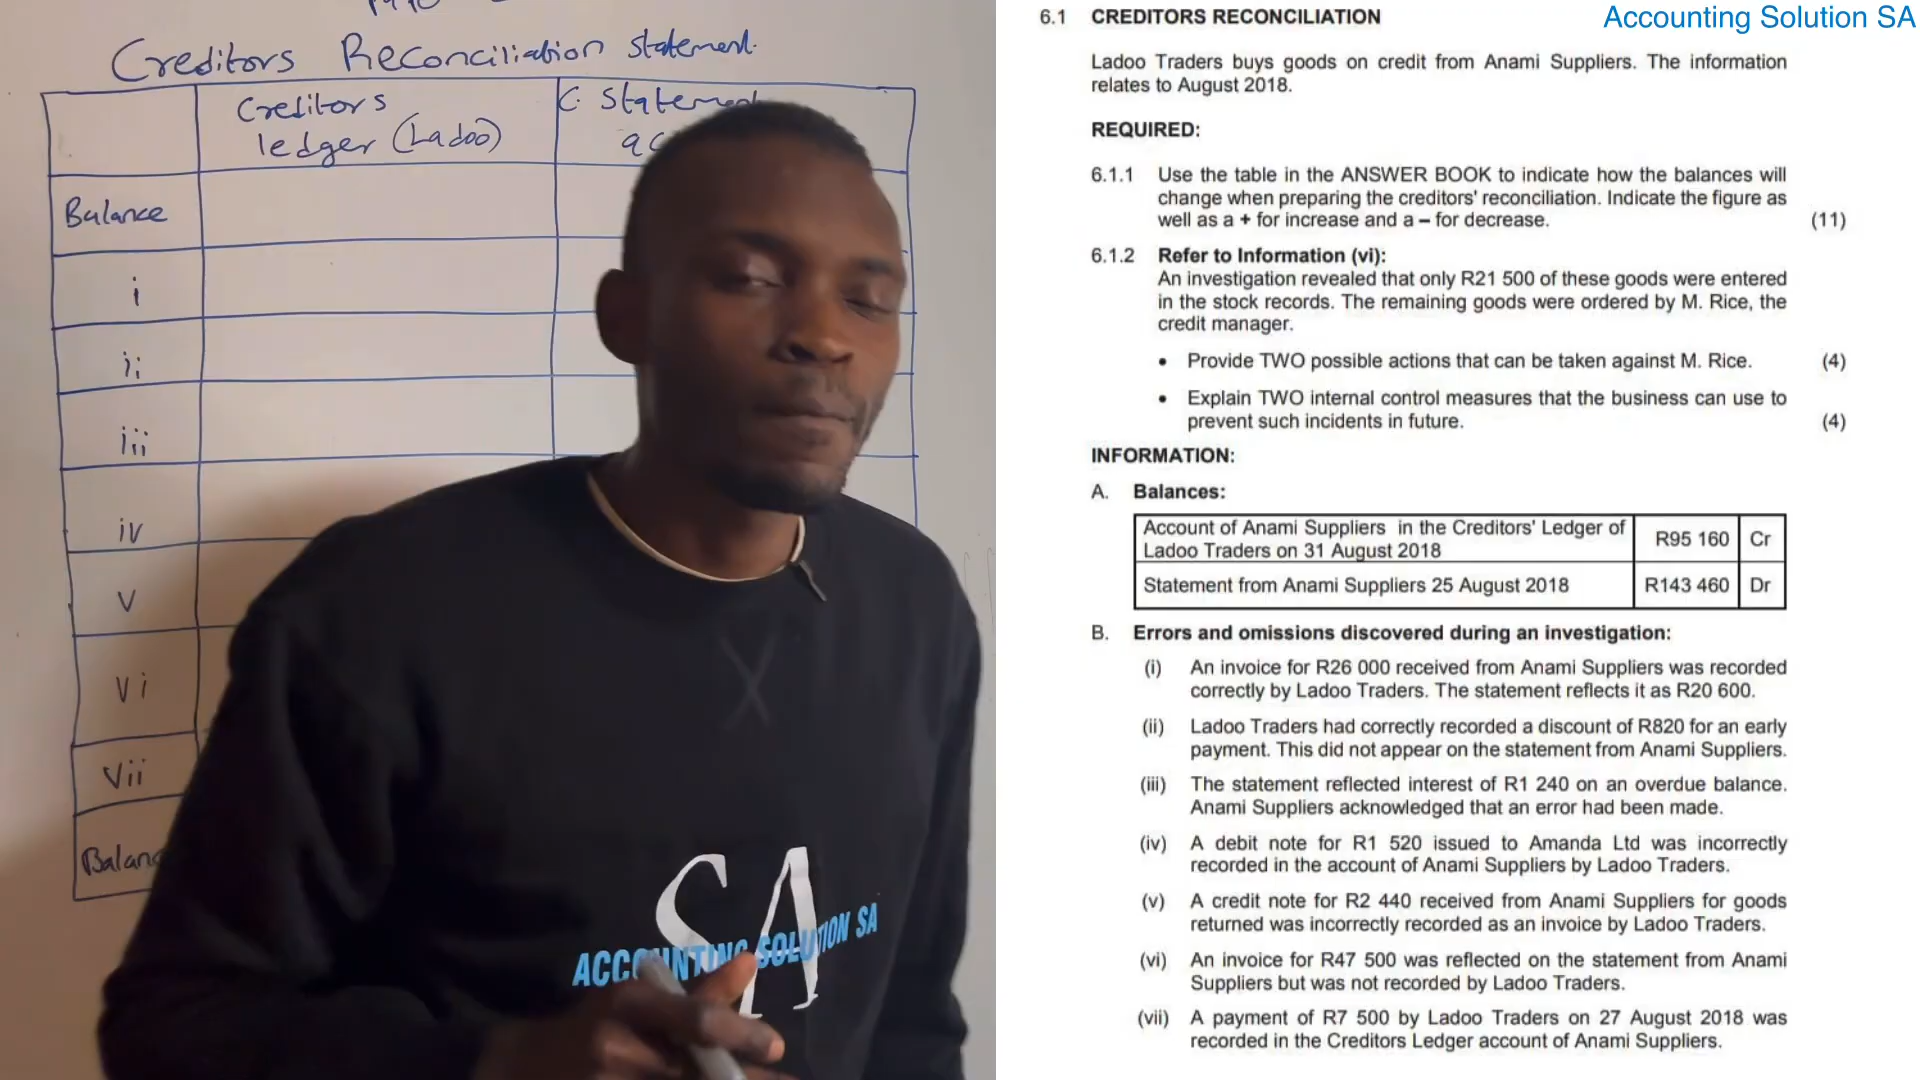 Creditors Reconciliation statement.
Creditors
ledger (Ladoo)
C. Statement
Balance
i
ii
iii
iv
v
vi
vii
SA
ACCOUNTING SOLUTION SA
Accounting Solution SA
6.1 CREDITORS RECONCILIATION
Ladoo Traders buys goods on credit from Anami Suppliers. The information
relates to August 2018.
REQUIRED:
6.1.1 Use the table in the ANSWER BOOK to indicate how the balances will
change when preparing the creditors' reconciliation. Indicate the figure as
well as a + for increase and a – for decrease. (11)
6.1.2 Refer to Information (vi):
An investigation revealed that only R21 500 of these goods were entered
in the stock records. The remaining goods were ordered by M. Rice, the
credit manager.
• Provide TWO possible actions that can be taken against M. Rice. (4)
• Explain TWO internal control measures that the business can use to
prevent such incidents in future. (4)
INFORMATION:
A. Balances:
Account of Anami Suppliers in the Creditors' Ledger of
Ladoo Traders on 31 August 2018 R95 160 Cr
Statement from Anami Suppliers 25 August 2018 R143 460 Dr
B. Errors and omissions discovered during an investigation:
(i) An invoice for R26 000 received from Anami Suppliers was recorded
correctly by Ladoo Traders. The statement reflects it as R20 600.
(ii) Ladoo Traders had correctly recorded a discount of R820 for an early
payment. This did not appear on the statement from Anami Suppliers.
(iii) The statement reflected interest of R1 240 on an overdue balance.
Anami Suppliers acknowledged that an error had been made.
(iv) A debit note for R1 520 issued to Amanda Ltd was incorrectly
recorded in the account of Anami Suppliers by Ladoo Traders.
(v) A credit note for R2 440 received from Anami Suppliers for goods
returned was incorrectly recorded as an invoice by Ladoo Traders.
(vi) An invoice for R47 500 was reflected on the statement from Anami
Suppliers but was not recorded by Ladoo Traders.
(vii) A payment of R7 500 by Ladoo Traders on 27 August 2018 was
recorded in the Creditors Ledger account of Anami Suppliers.